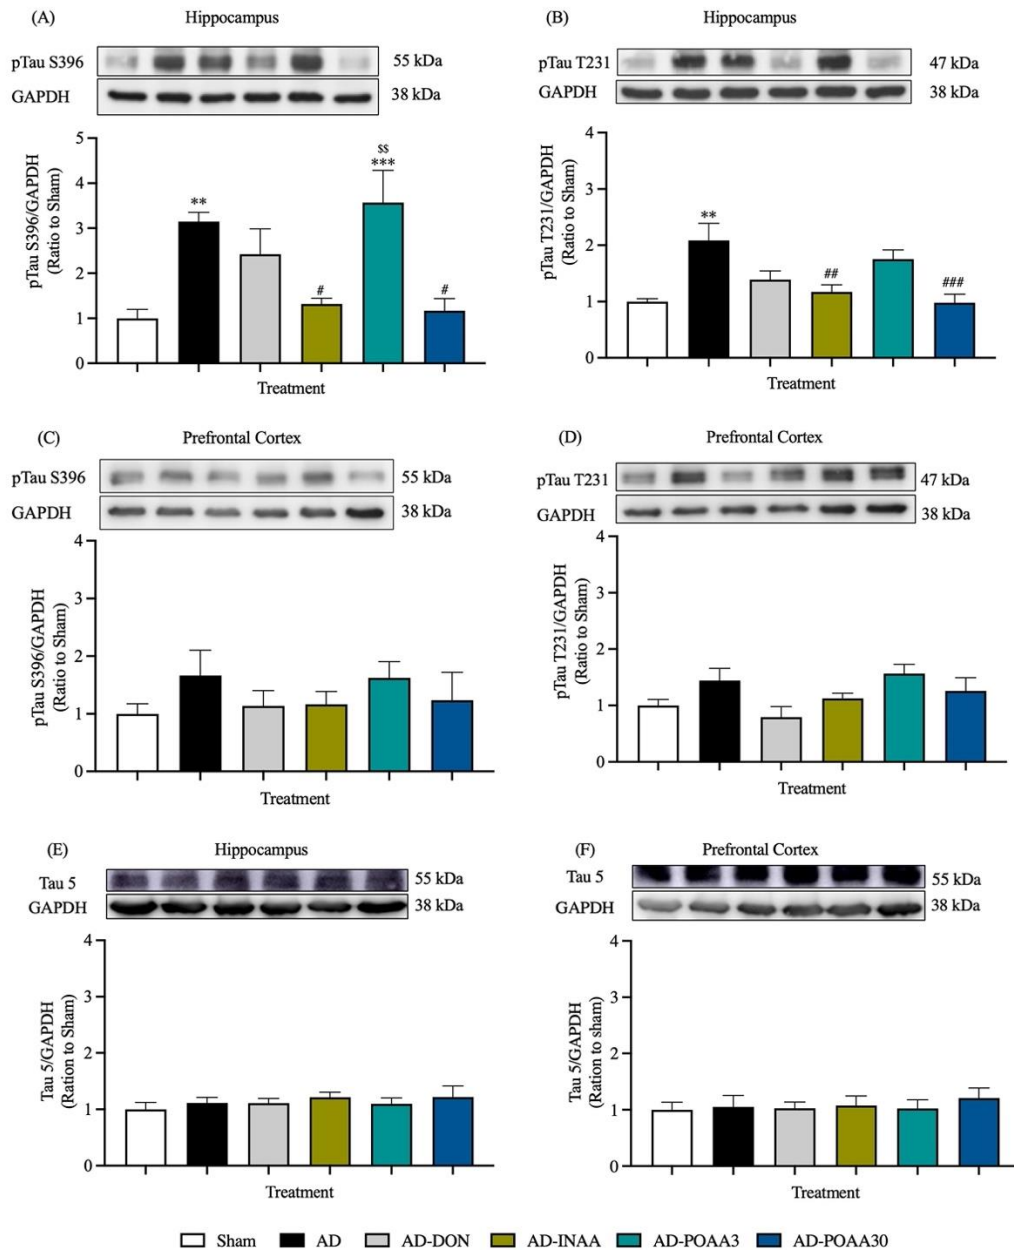 (A)
Hippocampus
pTau S396
55 kDa
GAPDH
38 kDa
pTau S396/GAPDH
(Ratio to Sham)
5
4
3
2
1
0
**
#
$$
***
#
Treatment
(B)
Hippocampus
pTau T231
47 kDa
GAPDH
38 kDa
pTau T231/GAPDH
(Ratio to Sham)
4
3
2
1
0
**
##
###
Treatment
(C)
Prefrontal Cortex
pTau S396
55 kDa
GAPDH
38 kDa
pTau S396/GAPDH
(Ratio to Sham)
4
3
2
1
0
Treatment
(D)
Prefrontal Cortex
pTau T231
47 kDa
GAPDH
38 kDa
pTau T231/GAPDH
(Ratio to Sham)
4
3
2
1
0
Treatment
(E)
Hippocampus
Tau 5
55 kDa
GAPDH
38 kDa
Tau 5/GAPDH
(Ration to Sham)
4
3
2
1
0
Treatment
(F)
Prefrontal Cortex
Tau 5
55 kDa
GAPDH
38 kDa
Tau 5/GAPDH
(Ration to sham)
4
3
2
1
0
Treatment
Sham AD AD-DON AD-INAA AD-POAA3 AD-POAA30